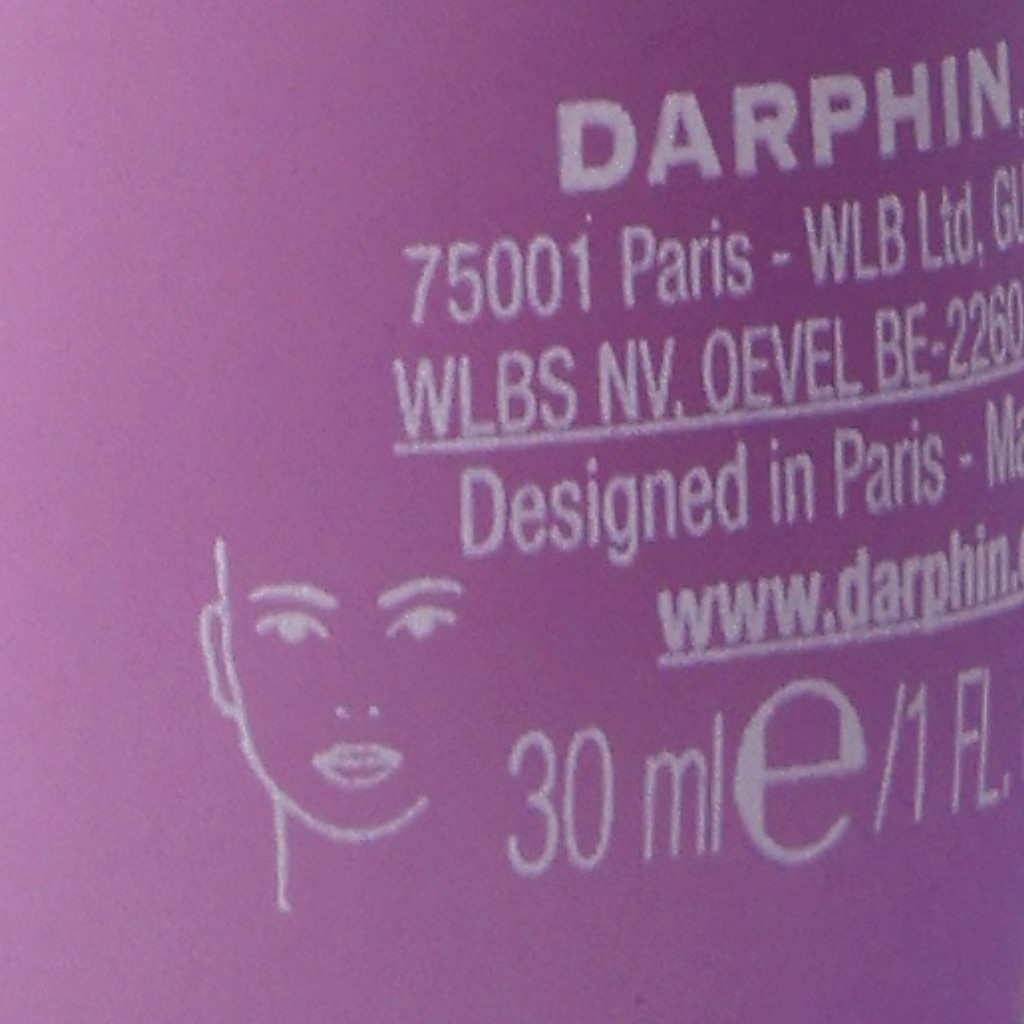 DARPHIN,
75001 Paris - WLB Ltd,
WLBS NV. OEVEL BE-2260
Designed in Paris -
www.darphin.
30 ml e /1 FL.